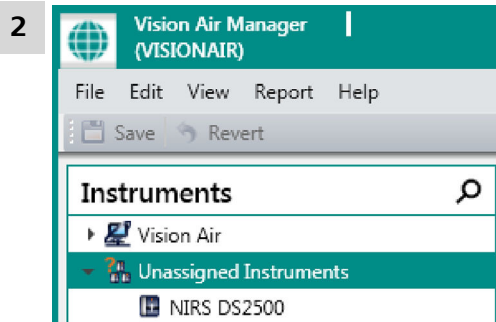 2
Vision Air Manager
(VISIONAIR)
File Edit View Report Help
Save Revert
Instruments
Vision Air
Unassigned Instruments
NIRS DS2500